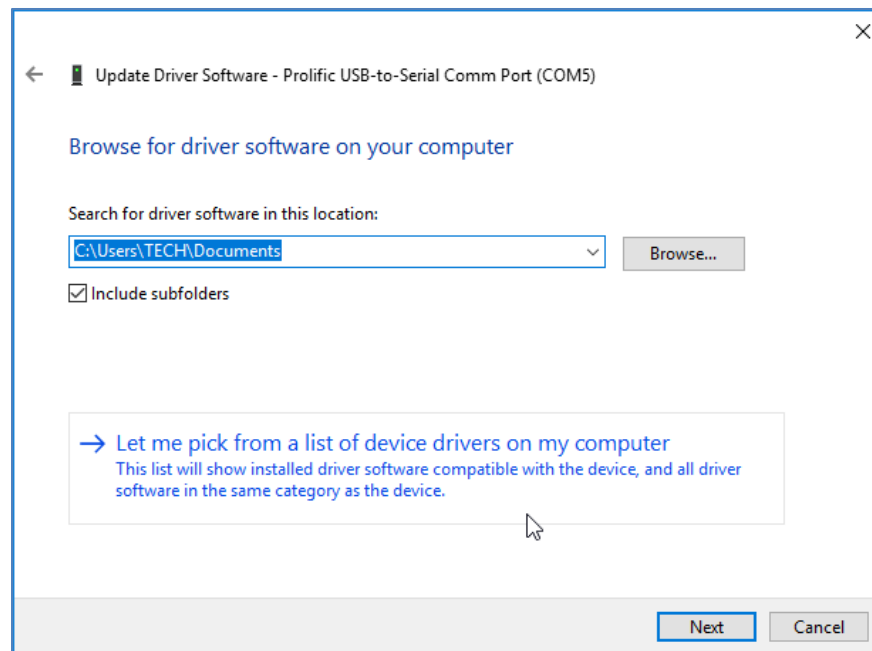 Update Driver Software - Prolific USB-to-Serial Comm Port (COM5)
Browse for driver software on your computer
Search for driver software in this location:
C:\Users\TECH\Documents
Browse...
Include subfolders
Let me pick from a list of device drivers on my computer
This list will show installed driver software compatible with the device, and all driver
software in the same category as the device.
Next
Cancel